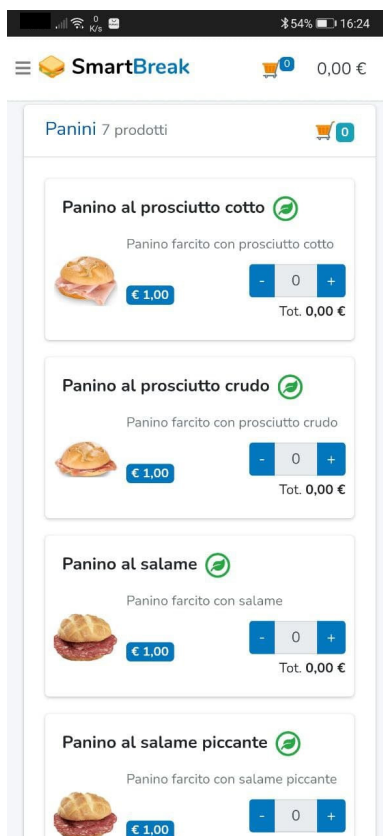 0
K/s
54% 16:24
SmartBreak 0 0,00 €
Panini 7 prodotti 0
Panino al prosciutto cotto
Panino farcito con prosciutto cotto
€ 1,00
- 0 +
Tot. 0,00 €
Panino al prosciutto crudo
Panino farcito con prosciutto crudo
€ 1,00
- 0 +
Tot. 0,00 €
Panino al salame
Panino farcito con salame
€ 1,00
- 0 +
Tot. 0,00 €
Panino al salame piccante
Panino farcito con salame piccante
€ 1,00
- 0 +